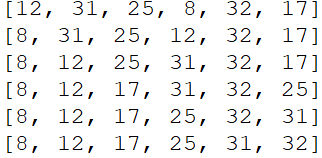 [12, 31, 25, 8, 32, 17]
[8, 31, 25, 12, 32, 17]
[8, 12, 25, 31, 32, 17]
[8, 12, 17, 31, 32, 25]
[8, 12, 17, 25, 32, 31]
[8, 12, 17, 25, 31, 32]